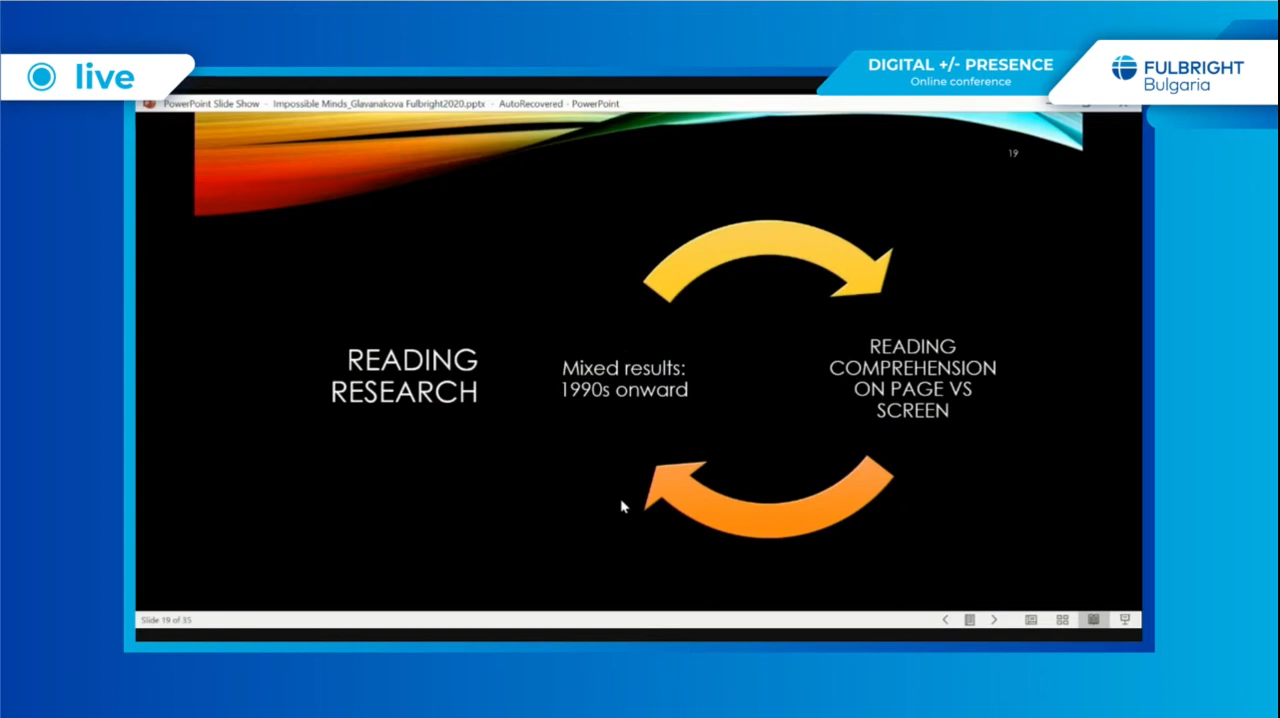 live
DIGITAL +/- PRESENCE
Online conference
FULBRIGHT
Bulgaria
PowerPoint Slide Show - Impossible Minds_Glavanakova Fulbright2020.pptx - AutoRecovered - PowerPoint
19
READING
RESEARCH
Mixed results:
1990s onward
READING
COMPREHENSION
ON PAGE VS
SCREEN
Slide 19 of 35